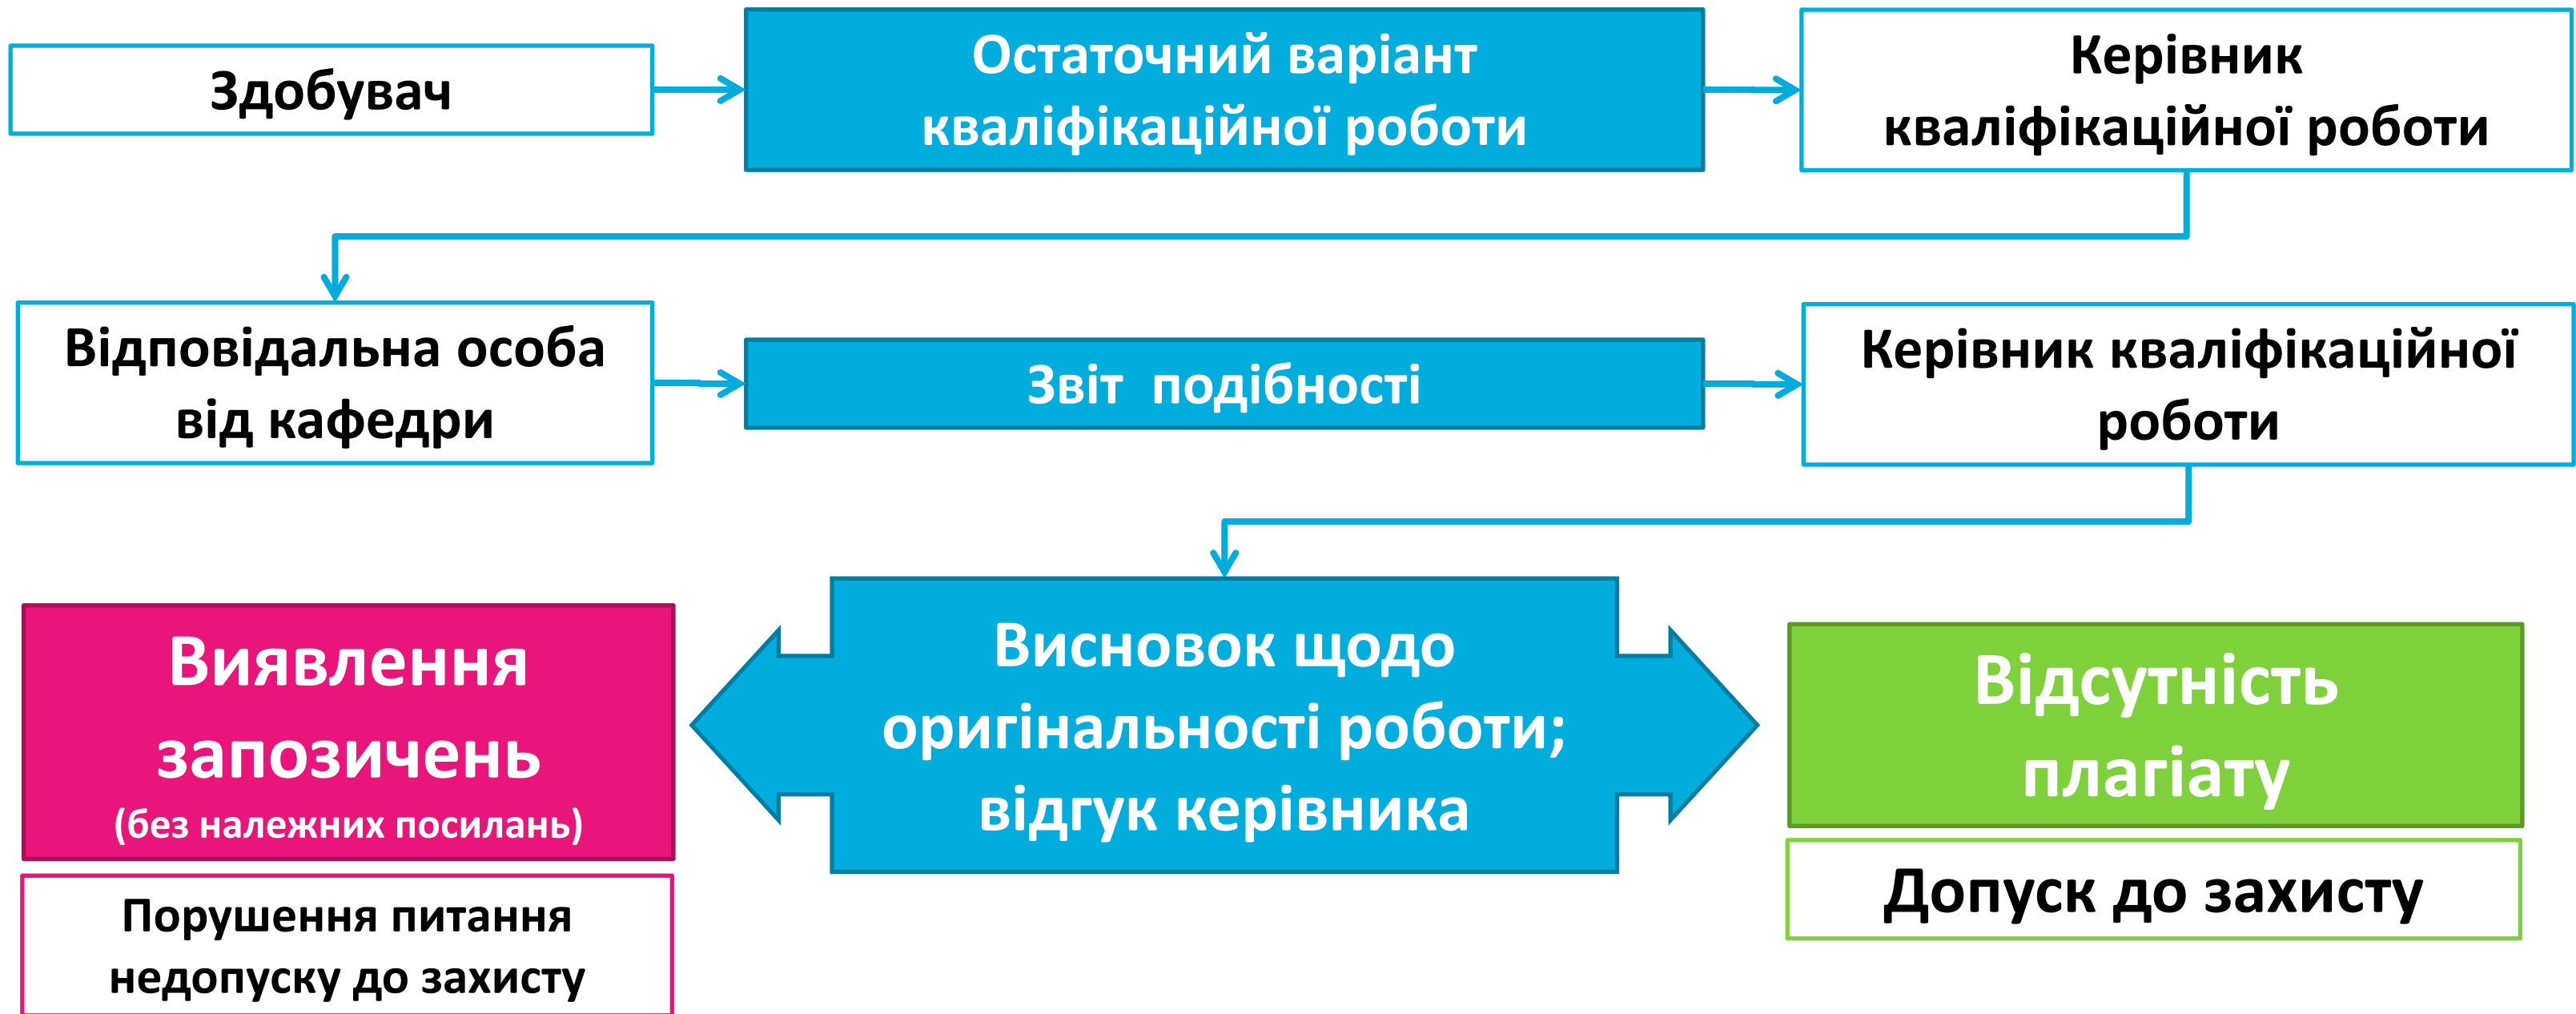 Здобувач
Остаточний варіант
кваліфікаційної роботи
Керівник
кваліфікаційної роботи
Відповідальна особа
від кафедри
Звіт  подібності
Керівник кваліфікаційної
роботи
Виявлення
запозичень
(без належних посилань)
Порушення питання
недопуску до захисту
Висновок щодо
оригінальності роботи;
відгук керівника
Відсутність
плагіату
Допуск до захисту